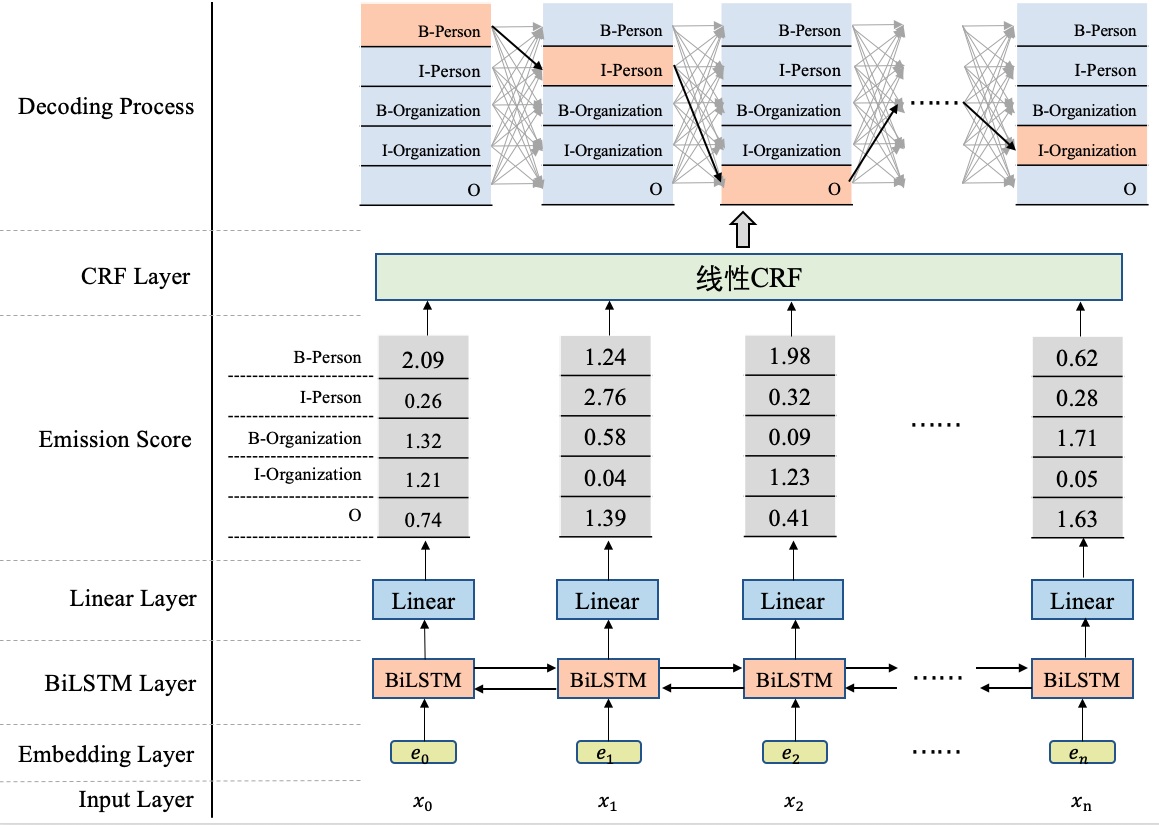 Decoding Process
B-Person B-Person B-Person B-Person
I-Person I-Person I-Person I-Person
B-Organization B-Organization B-Organization ...... B-Organization
I-Organization I-Organization I-Organization I-Organization
O O O O
CRF Layer
线性CRF
Emission Score
B-Person 2.09 1.24 1.98 0.62
I-Person 0.26 2.76 0.32 0.28
B-Organization 1.32 0.58 0.09 ...... 1.71
I-Organization 1.21 0.04 1.23 0.05
O 0.74 1.39 0.41 1.63
Linear Layer
Linear Linear Linear Linear
BiLSTM Layer
BiLSTM BiLSTM BiLSTM ...... BiLSTM
Embedding Layer
e₀ e₁ e₂ ...... eₙ
Input Layer
x₀ x₁ x₂ xₙ